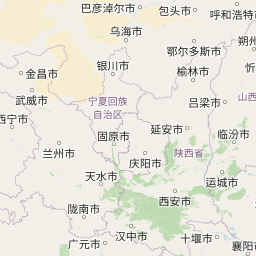 巴彦淖尔市
包头市
呼和浩特
乌海市
鄂尔多斯市
朔州
银川市
榆林市
忻
金昌市
武威市
宁夏回族
自治区
吕梁市
山西
西宁市
固原市
延安市
临汾市
兰州市
庆阳市
陕西省
天水市
运城市
西安市
陇南市
汉中市
十堰市
广元市
襄阳市